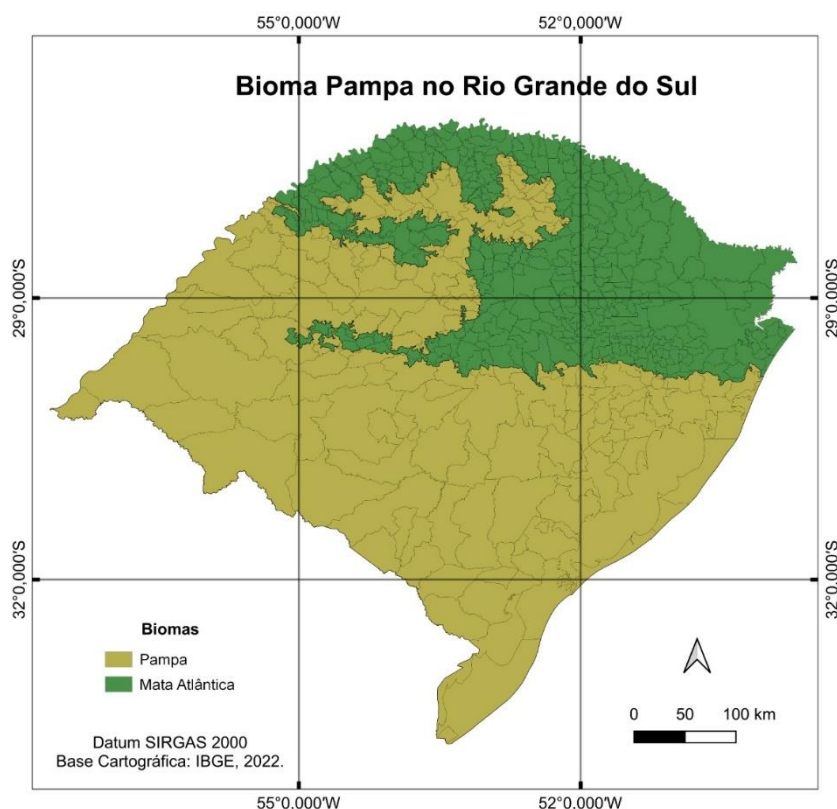 55°0,000'W
52°0,000'W
Bioma Pampa no Rio Grande do Sul
29°0,000'S
29°0,000'S
32°0,000'S
32°0,000'S
Biomas
Pampa
Mata Atlântica
0 50 100 km
Datum SIRGAS 2000
Base Cartográfica: IBGE, 2022.
55°0,000'W
52°0,000'W